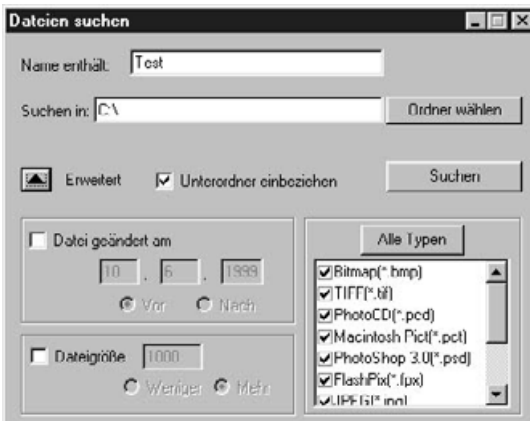 Dateien suchen
Name enthält: Test
Suchen in: C:\
Ordner wählen
Erweitert
Unterordner einbeziehen
Suchen
Datei geändert am
10 . 6 . 1999
Vor
Nach
Dateigröße 1000
Weniger
Mehr
Alle Typen
Bitmap(*.bmp)
TIFF(*.tif)
PhotoCD(*.pcd)
Macintosh Pict(*.pct)
PhotoShop 3.0(*.psd)
FlashPix(*.fpx)
JPEG(*.jpg)